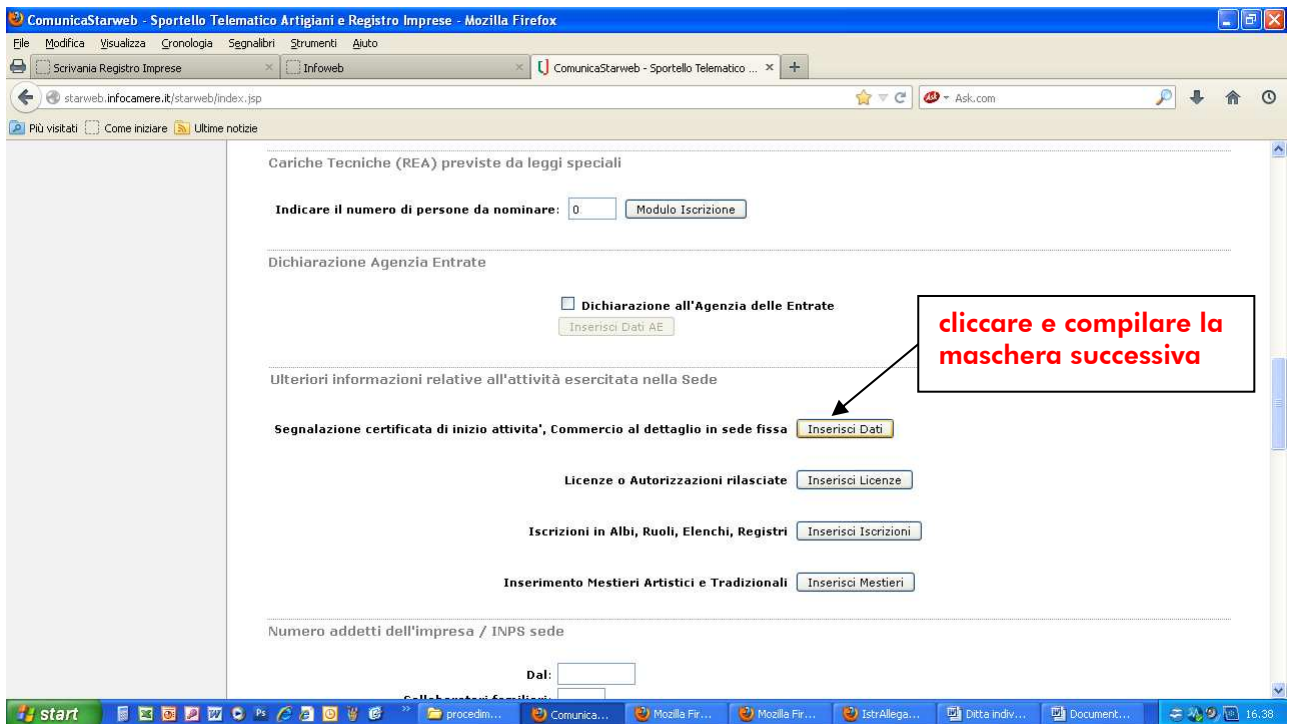 ComunicaStarweb - Sportello Telematico Artigiani e Registro Imprese - Mozilla Firefox
File Modifica Visualizza Cronologia Segnalibri Strumenti Aiuto
Scrivania Registro Imprese × Infoweb × ComunicaStarweb - Sportello Telematico ... × +
starweb.infocamere.it/starweb/index.jsp Ask.com
Più visitati Come iniziare Ultime notizie
Cariche Tecniche (REA) previste da leggi speciali
Indicare il numero di persone da nominare: 0 Modulo Iscrizione
Dichiarazione Agenzia Entrate
Dichiarazione all'Agenzia delle Entrate
Inserisci Dati AE
cliccare e compilare la
maschera successiva
Ulteriori informazioni relative all'attività esercitata nella Sede
Segnalazione certificata di inizio attivita', Commercio al dettaglio in sede fissa Inserisci Dati
Licenze o Autorizzazioni rilasciate Inserisci Licenze
Iscrizioni in Albi, Ruoli, Elenchi, Registri Inserisci Iscrizioni
Inserimento Mestieri Artistici e Tradizionali Inserisci Mestieri
Numero addetti dell'impresa / INPS sede
Dal:
Collaboratori familiari:
start procedim... Comunica... Mozilla Fir... Mozilla Fir... IstrAllega... Ditta indiv... Document... 16.38